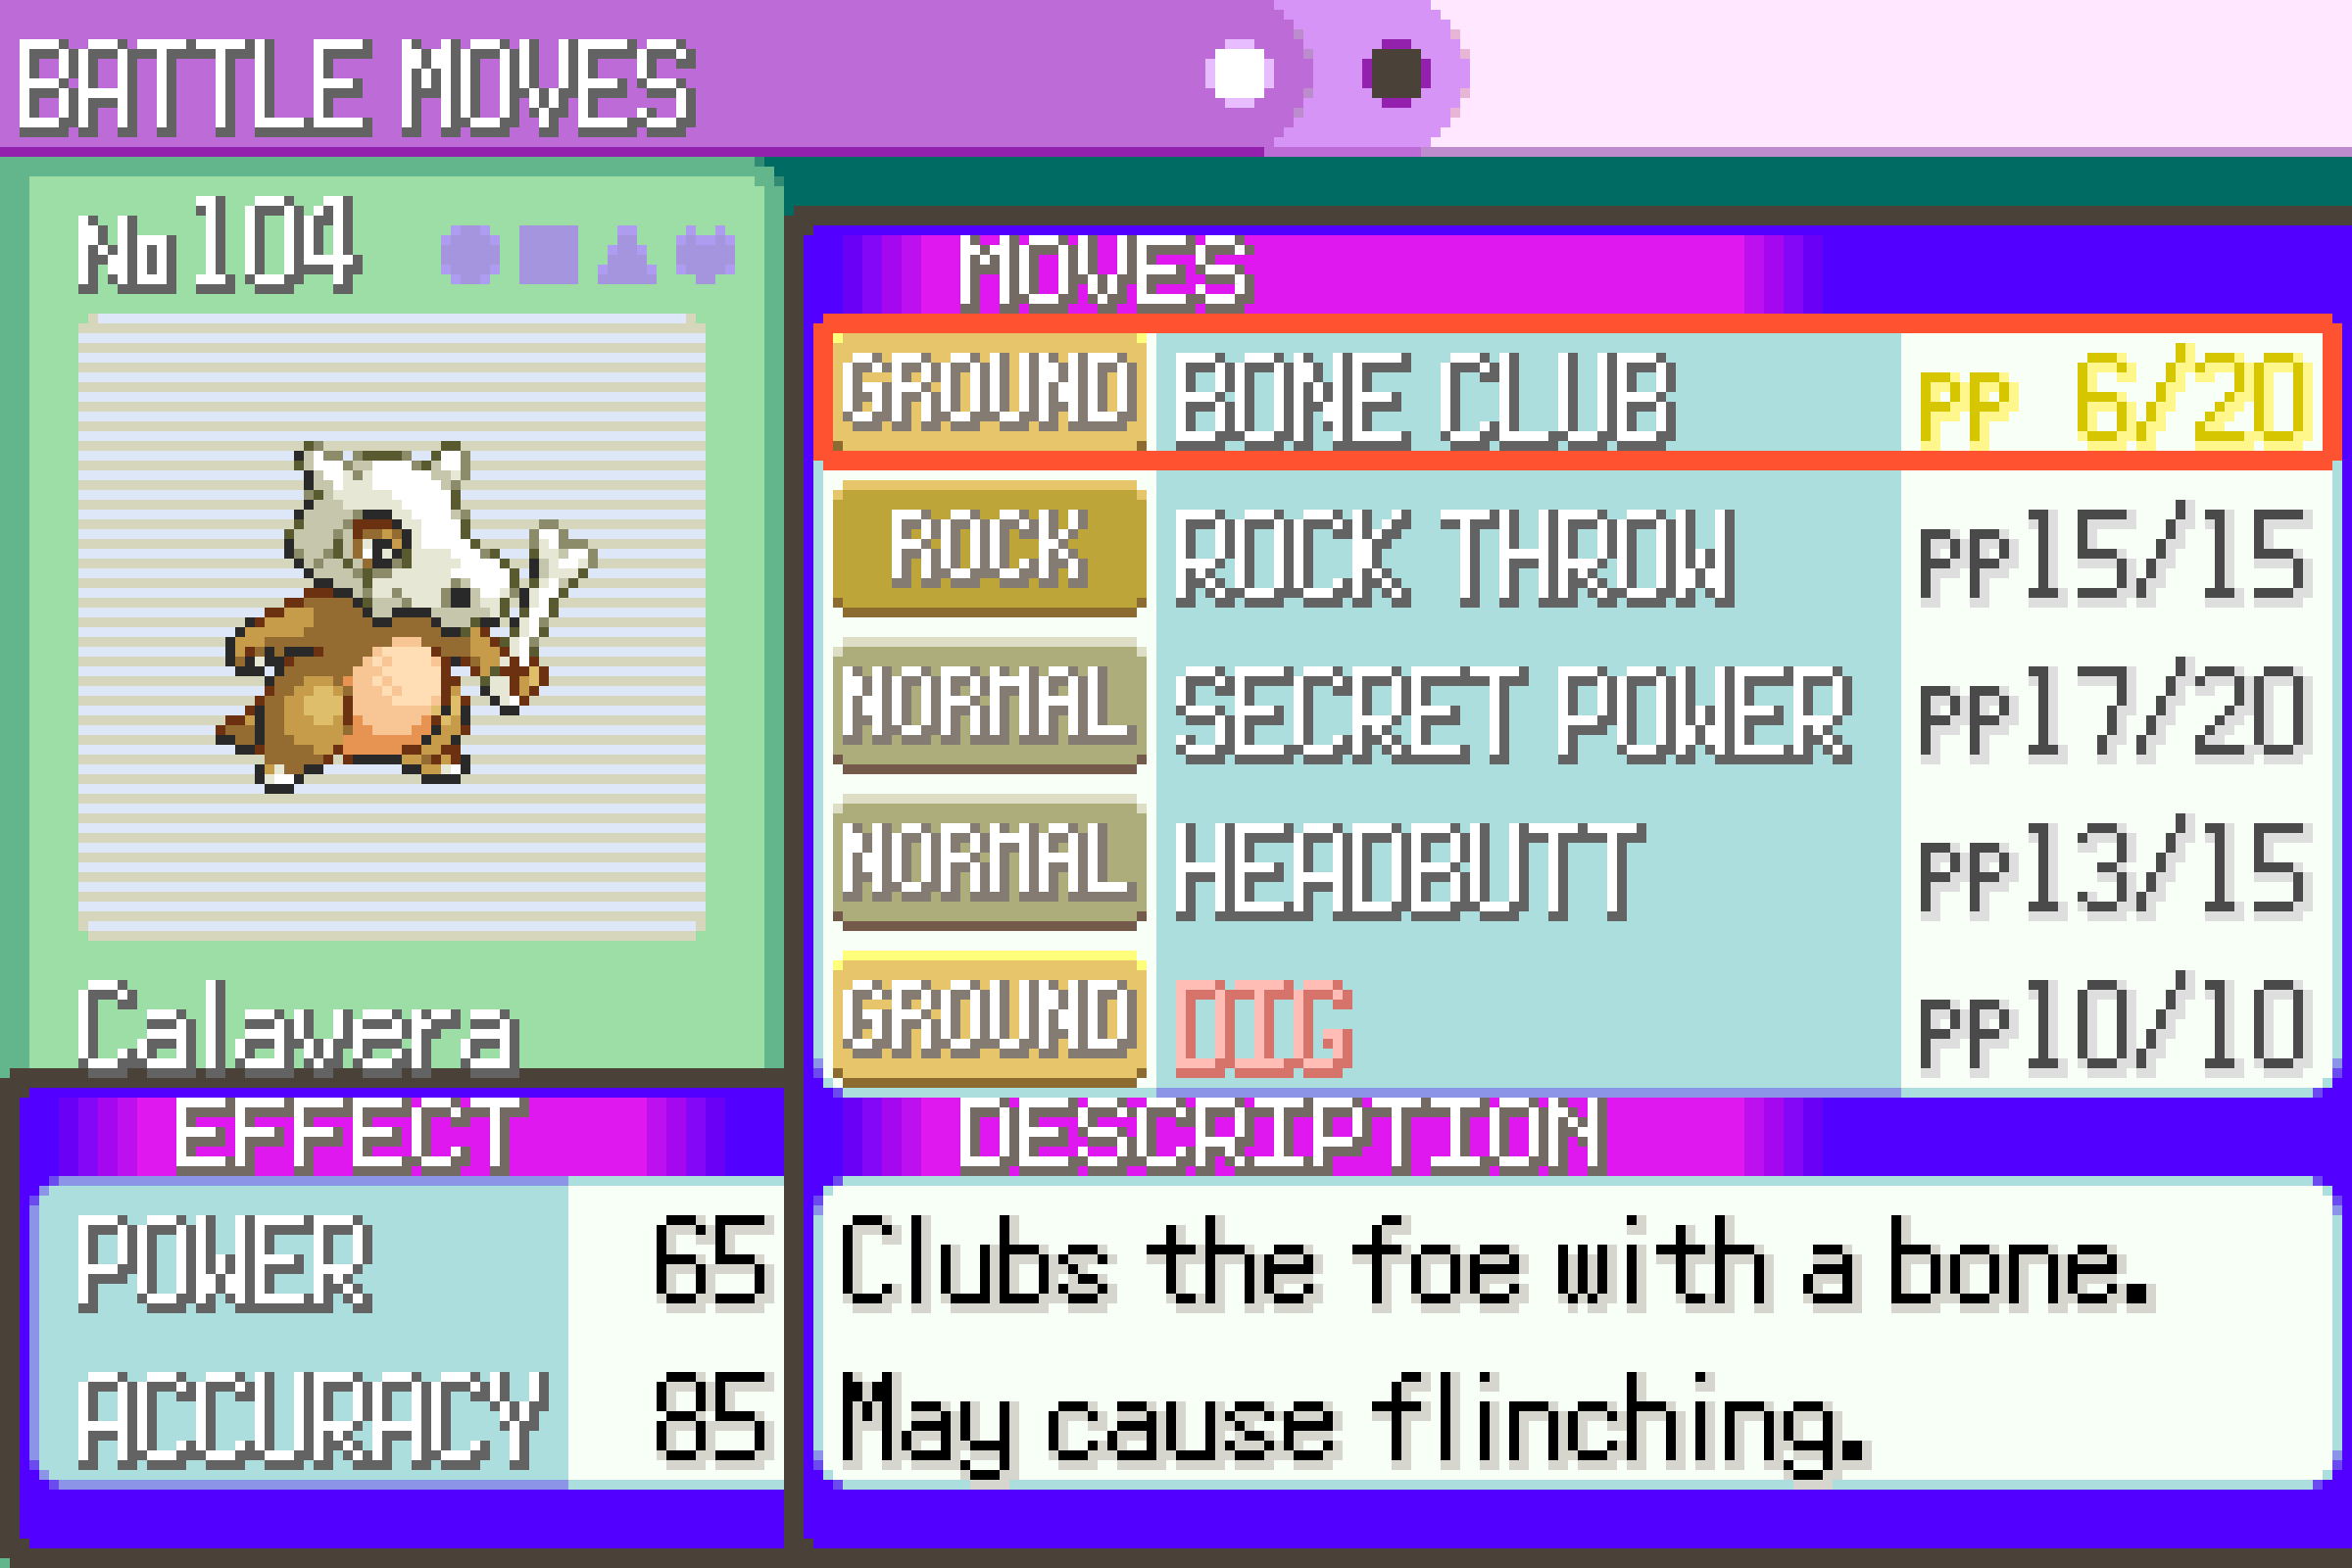 BATTLE MOVES
No104
MOVES
GROUND BONE CLUB PP 6/20
ROCK ROCK THROW PP15/15
NORMAL SECRET POWER PP17/20
NORMAL HEADBUTT PP13/15
GROUND DIG PP10/10
Calavera
EFFECT
POWER 65
ACCURACY 85
DESCRIPTION
Clubs the foe with a bone.
May cause flinching.